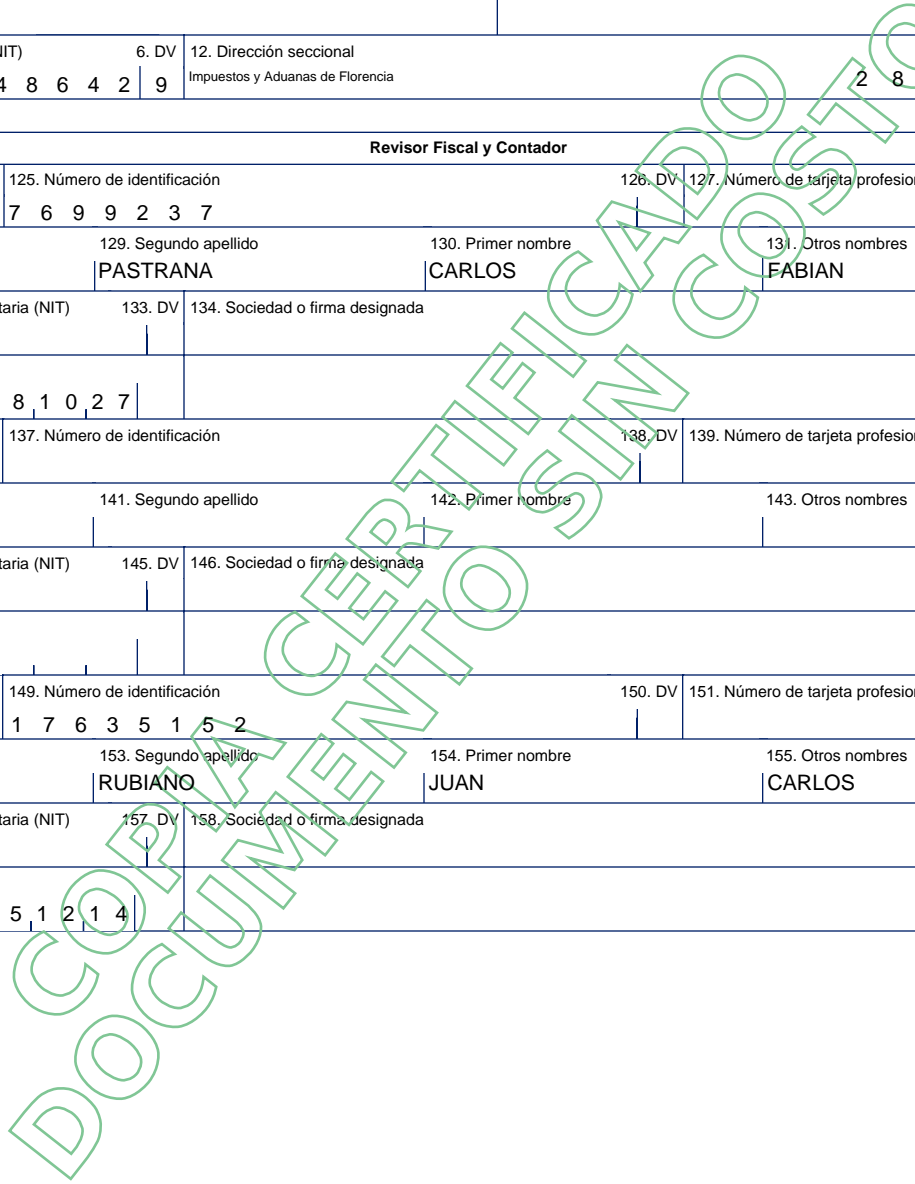 NIT) 6. DV 12. Dirección seccional
4 8 6 4 2 9 Impuestos y Aduanas de Florencia 2 8
Revisor Fiscal y Contador
125. Número de identificación 126. DV 127. Número de tarjeta profesion
7 6 9 9 2 3 7
129. Segundo apellido 130. Primer nombre 131. Otros nombres
PASTRANA CARLOS FABIAN
taria (NIT) 133. DV 134. Sociedad o firma designada
8 1 0 2 7
137. Número de identificación 138. DV 139. Número de tarjeta profesion
141. Segundo apellido 142. Primer nombre 143. Otros nombres
taria (NIT) 145. DV 146. Sociedad o firma designada
149. Número de identificación 150. DV 151. Número de tarjeta profesion
1 7 6 3 5 1 5 2
153. Segundo apellido 154. Primer nombre 155. Otros nombres
RUBIANO JUAN CARLOS
taria (NIT) 157. DV 158. Sociedad o firma designada
5 1 2 1 4
COPIA CERTIFICADO
DOCUMENTO SIN COSTO